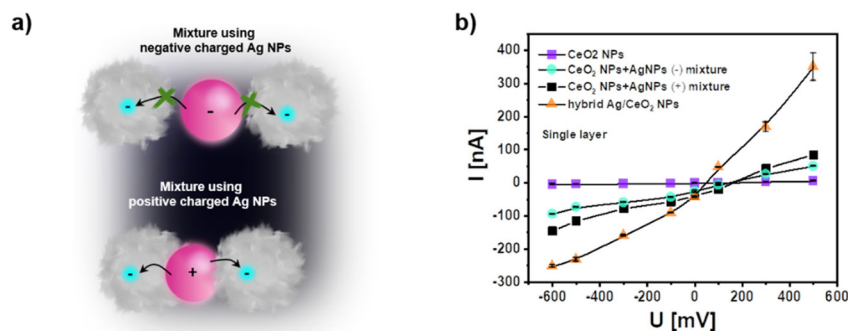 a)
Mixture using
negative charged Ag NPs
-
-
-
Mixture using
positive charged Ag NPs
-
+
-
b)
400
300
200
100
0
-100
-200
-300
I [nA]
CeO2 NPs
CeO₂ NPs+AgNPs (-) mixture
CeO₂ NPs+AgNPs (+) mixture
hybrid Ag/CeO₂ NPs
Single layer
-600 -400 -200 0 200 400 600
U [mV]